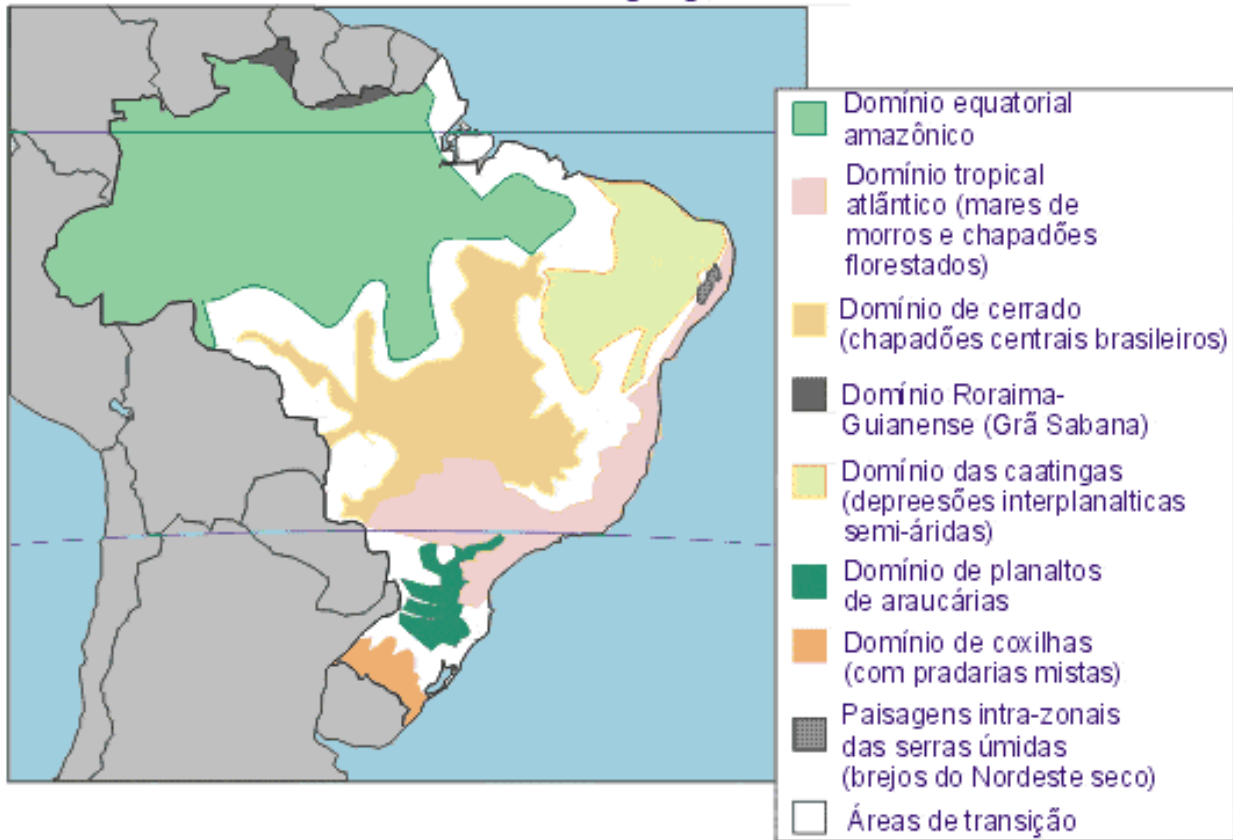 Domínio equatorial
amazônico
Domínio tropical
atlãntico (mares de
morros e chapadões
florestados)
Domínio de cerrado
(chapadões centrais brasileiros)
Domínio Roraima-
Guianense (Grã Sabana)
Domínio das caatingas
(depreesões interplanalticas
semi-áridas)
Domínio de planaltos
de araucárias
Domínio de coxilhas
(com pradarias mistas)
Paisagens intra-zonais
das serras úmidas
(brejos do Nordeste seco)
Áreas de transição